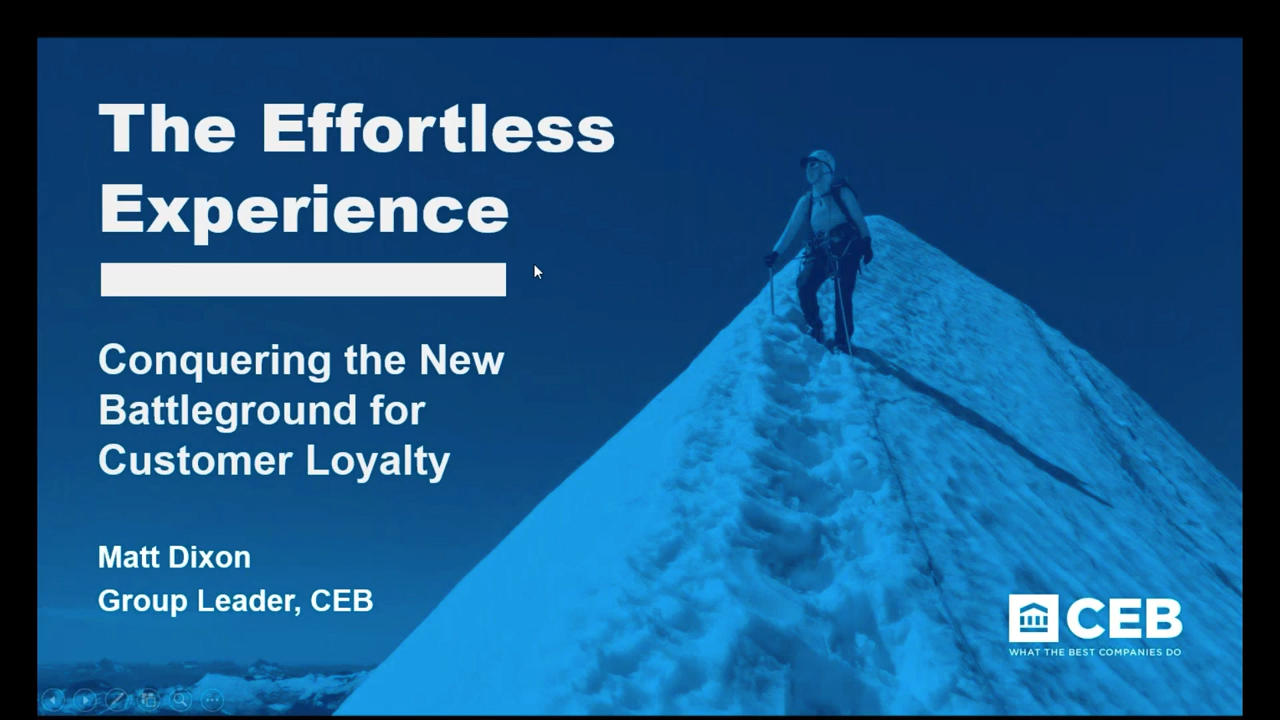 The Effortless
Experience
Conquering the New
Battleground for
Customer Loyalty
Matt Dixon
Group Leader, CEB
CEB
WHAT THE BEST COMPANIES DO